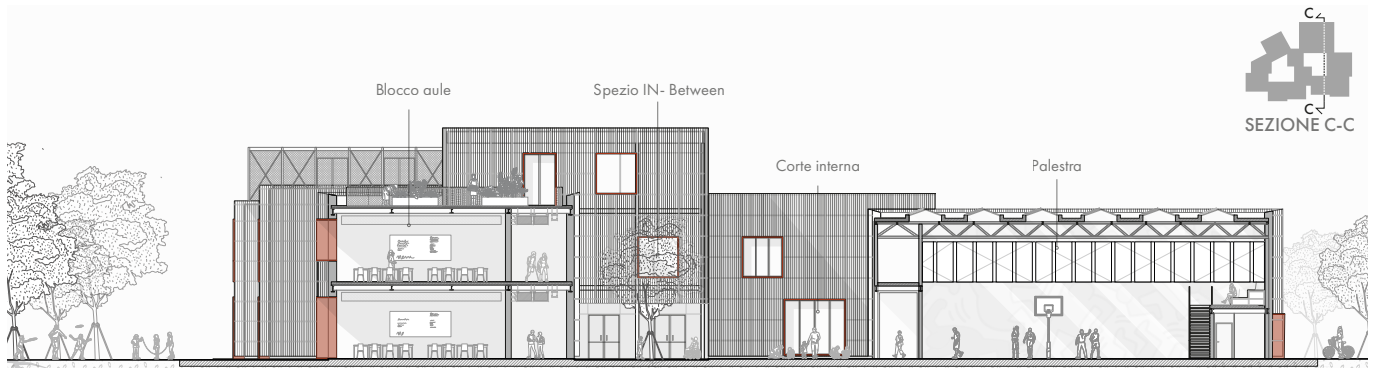 C
C
SEZIONE C-C
Blocco aule
Spezio IN- Between
Corte interna
Palestra